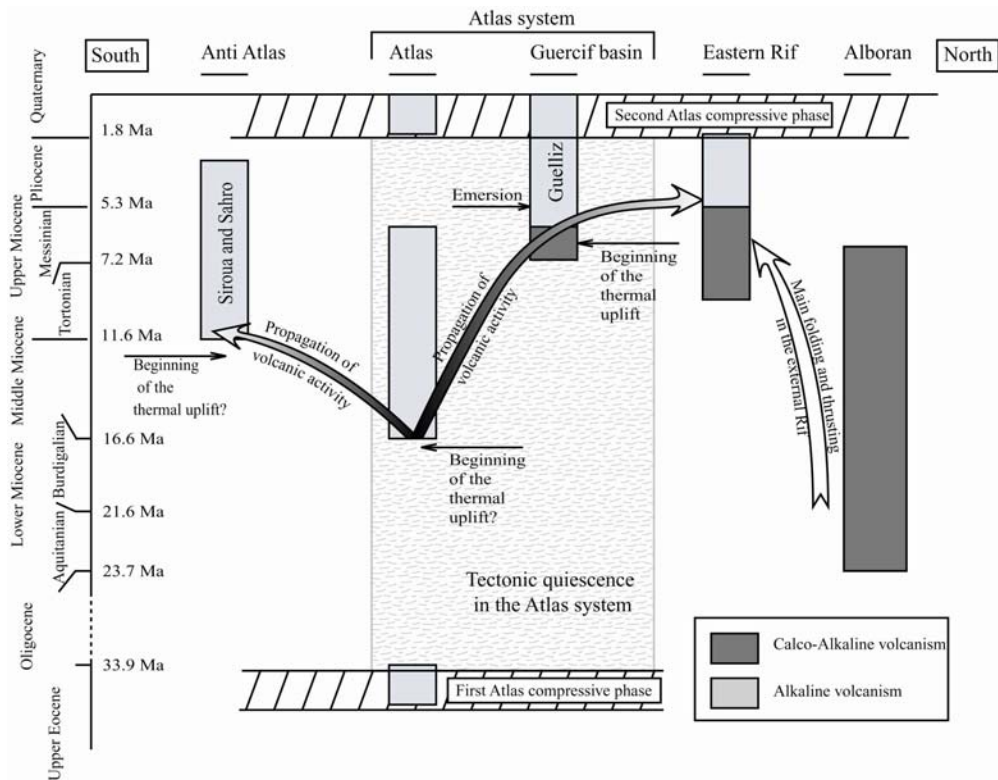 Atlas system
South
Anti Atlas
Atlas
Guercif basin
Eastern Rif
Alboran
North
Quaternary
Second Atlas compressive phase
1.8 Ma
Pliocene
Guelliz
Emersion
5.3 Ma
Upper Miocene
Messinian
Siroua and Sahro
7.2 Ma
Beginning
of the
thermal
uplift
Tortonian
Propagation of
volcanic activity
Main folding and thrusting
in the external Rif
11.6 Ma
Propagation of
volcanic activity
Beginning
of the
thermal uplift?
Middle Miocene
16.6 Ma
Beginning
of the
thermal
uplift?
Lower Miocene
Burdigalian
21.6 Ma
Aquitanian
23.7 Ma
Tectonic quiescence
in the Atlas system
Oligocene
33.9 Ma
First Atlas compressive phase
Upper Eocene
Calco-Alkaline volcanism
Alkaline volcanism